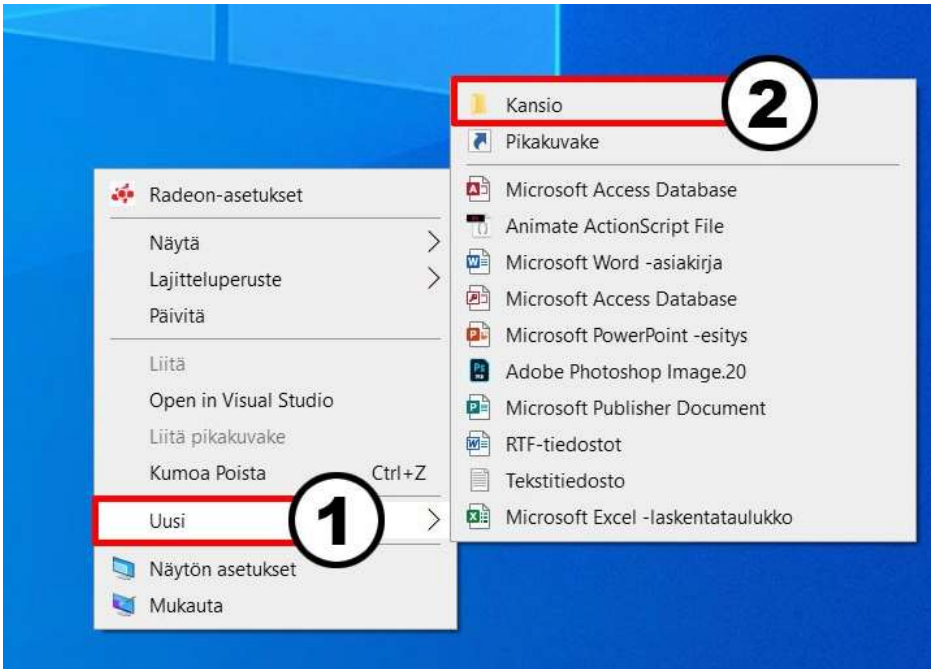 Radeon-asetukset
Näytä
Lajitteluperuste
Päivitä
Liitä
Open in Visual Studio
Liitä pikakuvake
Kumoa Poista Ctrl+Z
Uusi 1
Näytön asetukset
Mukauta
Kansio 2
Pikakuvake
Microsoft Access Database
Animate ActionScript File
Microsoft Word -asiakirja
Microsoft Access Database
Microsoft PowerPoint -esitys
Adobe Photoshop Image.20
Microsoft Publisher Document
RTF-tiedostot
Tekstitiedosto
Microsoft Excel -laskentataulukko